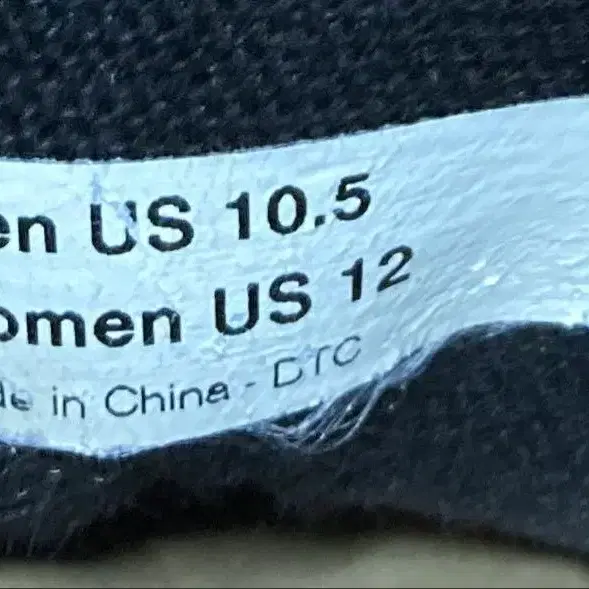 en US 10.5
omen US 12
de in China - DTC